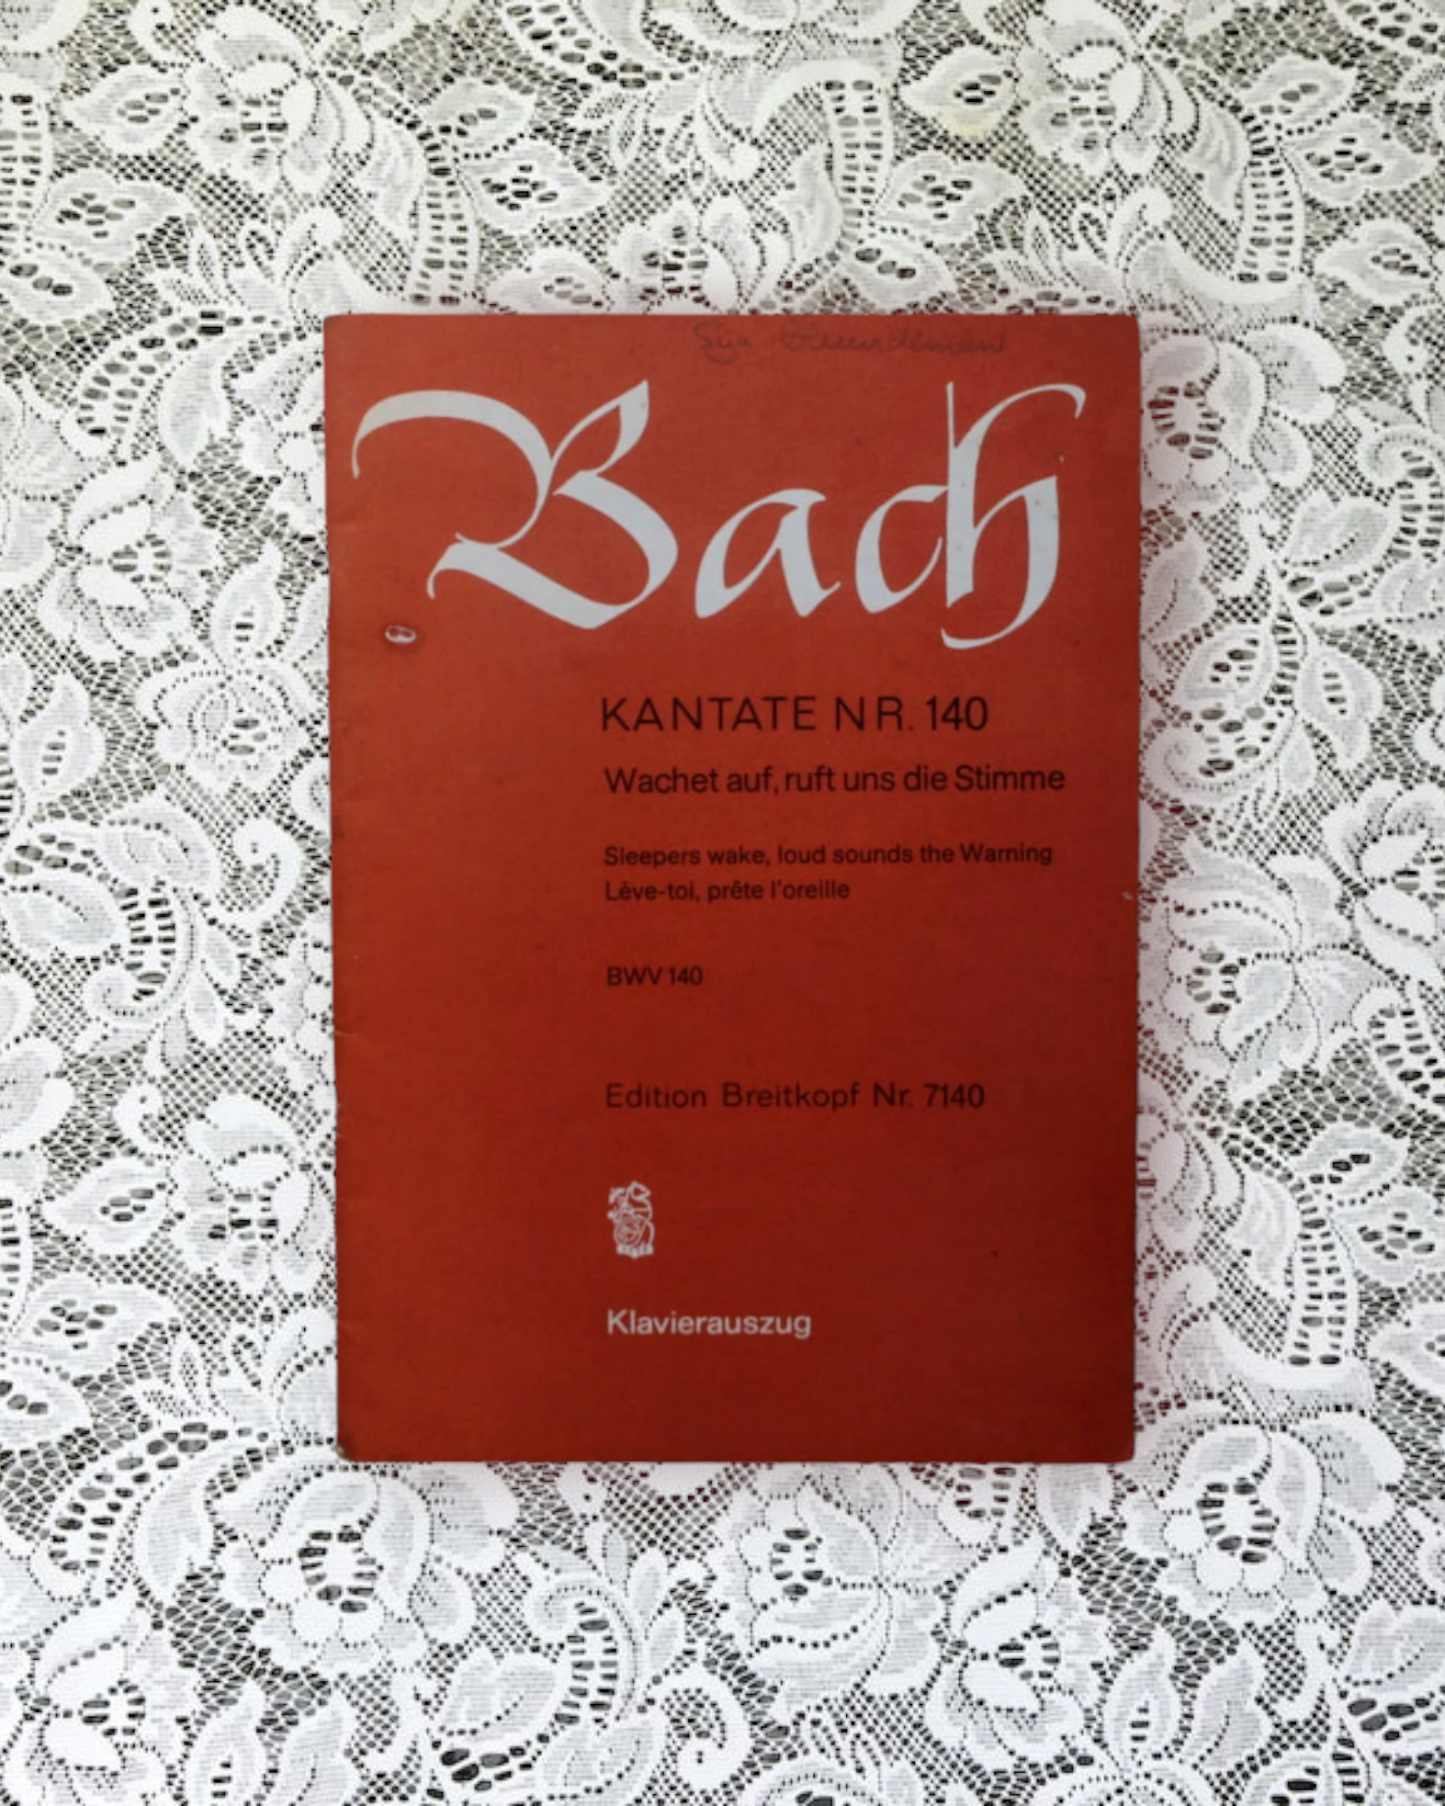 Bach
KANTATE NR. 140
Wachet auf, ruft uns die Stimme
Sleepers wake, loud sounds the Warning
Lève-toi, prête l'oreille
BWV 140
Edition Breitkopf Nr. 7140
Klavierauszug